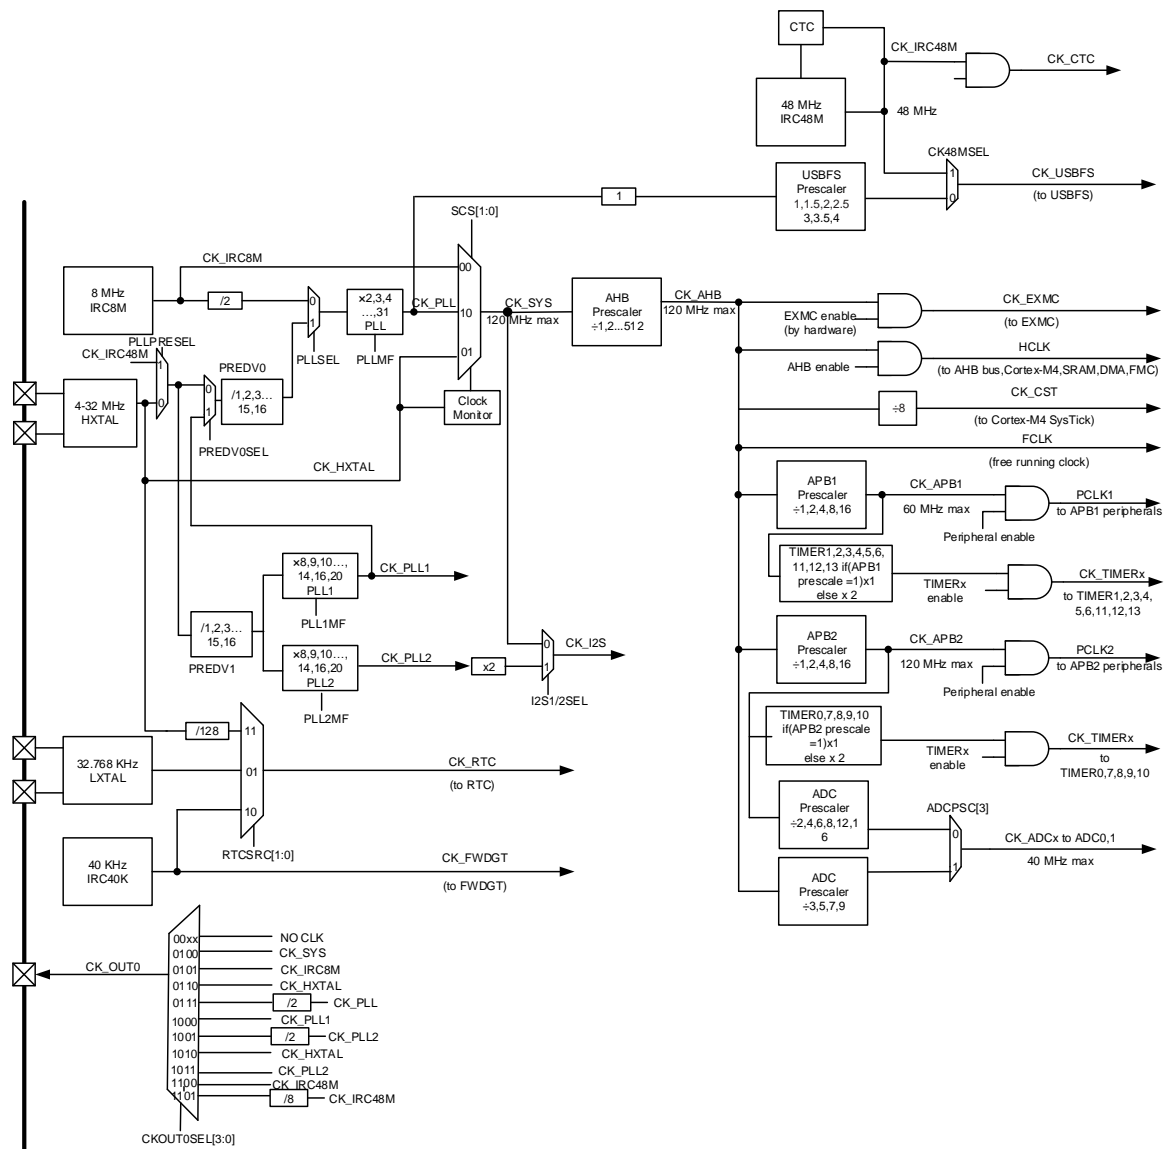 CTC
CK_IRC48M
CK_CTC
48 MHz
IRC48M
48 MHz
CK48MSEL
1
0
CK_USBFS
(to USBFS)
USBFS
Prescaler
1,1.5,2,2.5
3,3.5,4
1
SCS[1:0]
CK_IRC8M
00
8 MHz
IRC8M
/2
0
1
PLLSEL
×2,3,4
…,31
PLL
PLLMF
CK_PLL
10
01
CK_SYS
120 MHz max
AHB
Prescaler
÷1,2...512
CK_AHB
120 MHz max
EXMC enable
(by hardware)
CK_EXMC
(to EXMC)
HCLK
AHB enable
(to AHB bus,Cortex-M4,SRAM,DMA,FMC)
÷8
CK_CST
(to Cortex-M4 SysTick)
FCLK
(free running clock)
PLLPRESEL
CK_IRC48M
1
0
4-32 MHz
HXTAL
0
1
PREDV0SEL
PREDV0
/1,2,3…
15,16
Clock
Monitor
CK_HXTAL
APB1
Prescaler
÷1,2,4,8,16
CK_APB1
60 MHz max
Peripheral enable
PCLK1
to APB1 peripherals
TIMER1,2,3,4,5,6,
11,12,13 if(APB1
prescale =1)x1
else x 2
TIMERx
enable
CK_TIMERx
to TIMER1,2,3,4,
5,6,11,12,13
×8,9,10…,
14,16,20
PLL1
PLL1MF
CK_PLL1
/1,2,3…
15,16
PREDV1
×8,9,10…,
14,16,20
PLL2
PLL2MF
CK_PLL2
x2
0
1
CK_I2S
I2S1/2SEL
APB2
Prescaler
÷1,2,4,8,16
CK_APB2
120 MHz max
Peripheral enable
PCLK2
to APB2 peripherals
TIMER0,7,8,9,10
if(APB2 prescale
=1)x1
else x 2
TIMERx
enable
CK_TIMERx
to
TIMER0,7,8,9,10
/128
11
01
10
32.768 KHz
LXTAL
CK_RTC
(to RTC)
RTCSRC[1:0]
40 KHz
IRC40K
CK_FWDGT
(to FWDGT)
ADC
Prescaler
÷2,4,6,8,12,1
6
ADCPSC[3]
0
1
CK_ADCx to ADC0,1
40 MHz max
ADC
Prescaler
÷3,5,7,9
CK_OUT0
00xx NO CLK
0100 CK_SYS
0101 CK_IRC8M
0110 CK_HXTAL
0111 /2 CK_PLL
1000 CK_PLL1
1001 /2 CK_PLL2
1010 CK_HXTAL
1011 CK_PLL2
1100 CK_IRC48M
1101 /8 CK_IRC48M
CKOUT0SEL[3:0]